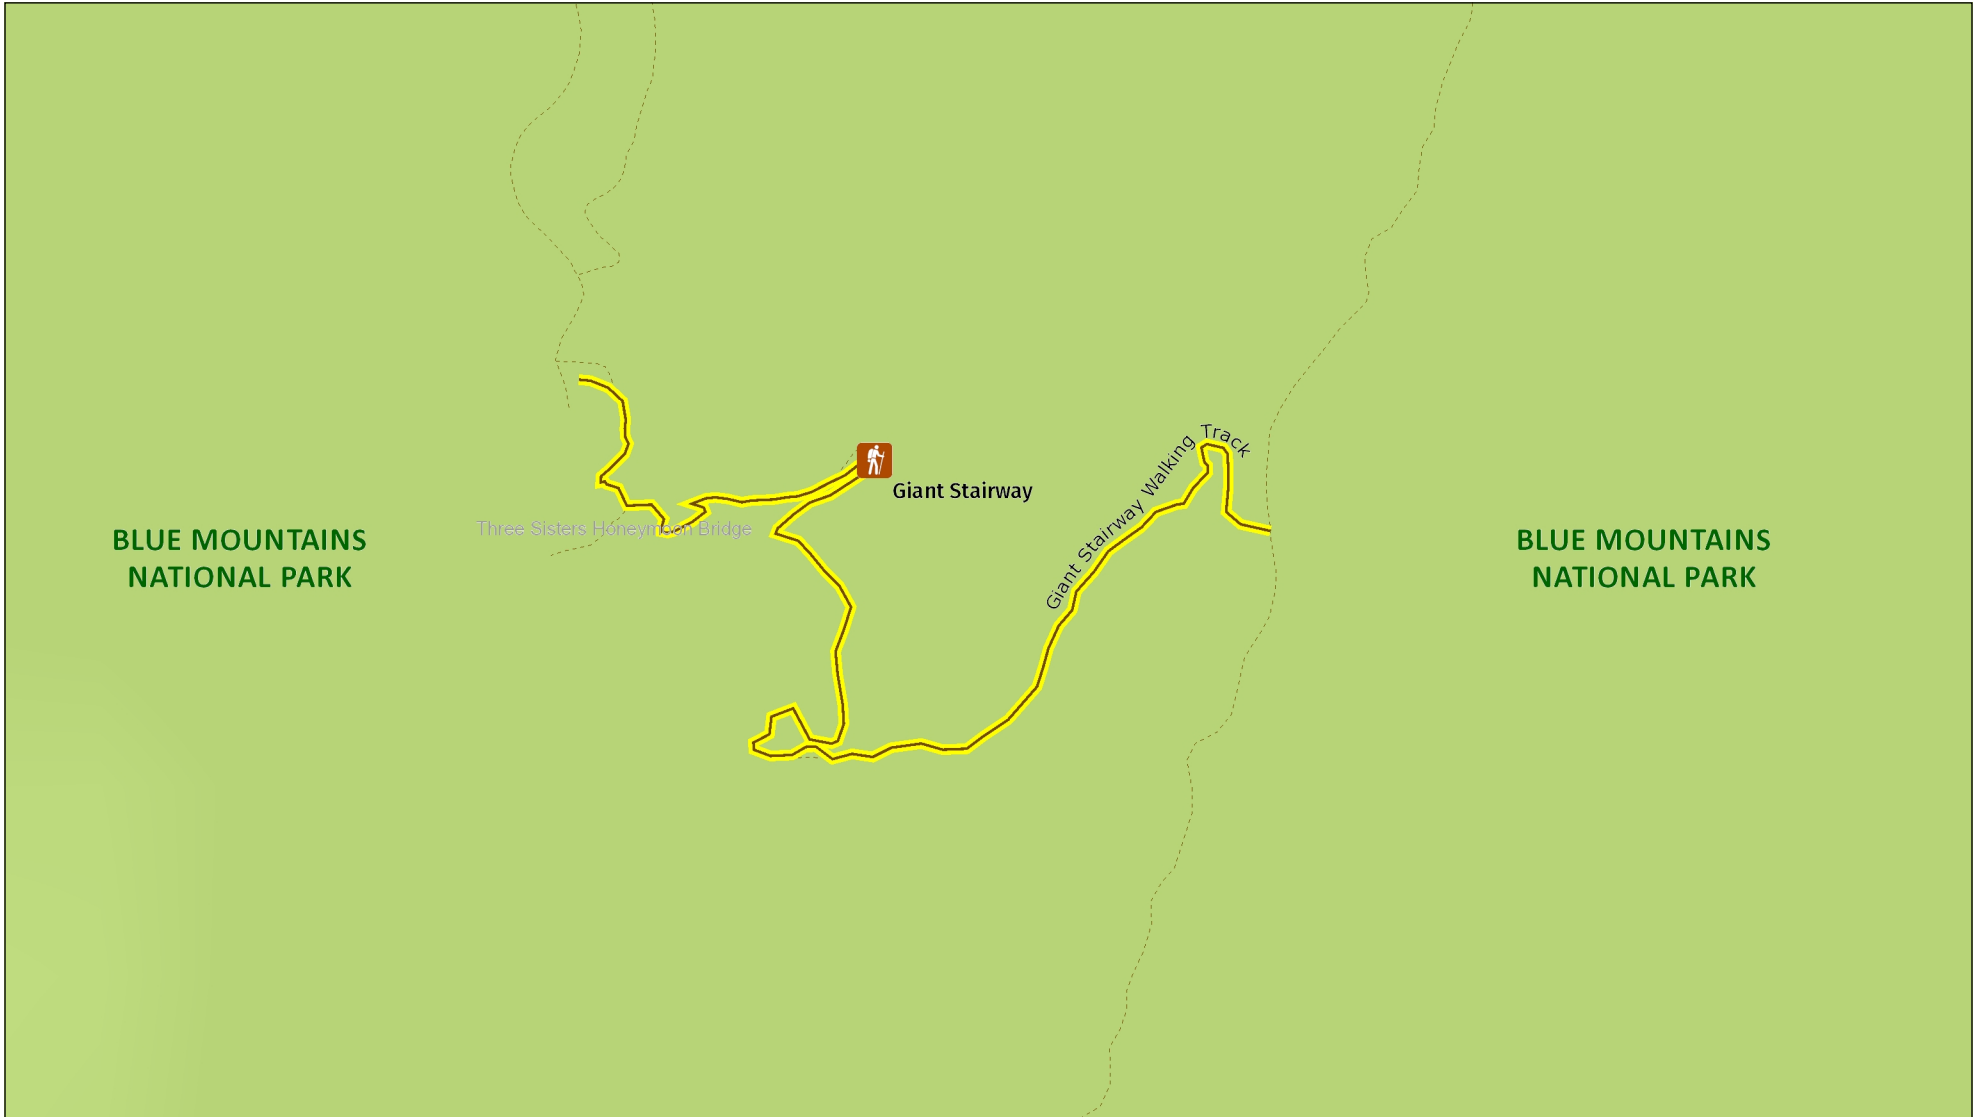 Giant Stairway Walking Track
Giant Stairway
Three Sisters Honeymoon Bridge
BLUE MOUNTAINS
NATIONAL PARK
BLUE MOUNTAINS
NATIONAL PARK